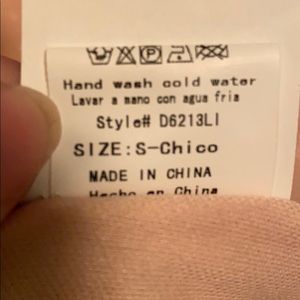 Hand wash cold water
Lavar a mano con agua fria
Style# D6213LI
SIZE:S-Chico
MADE IN CHINA
Hecho en China